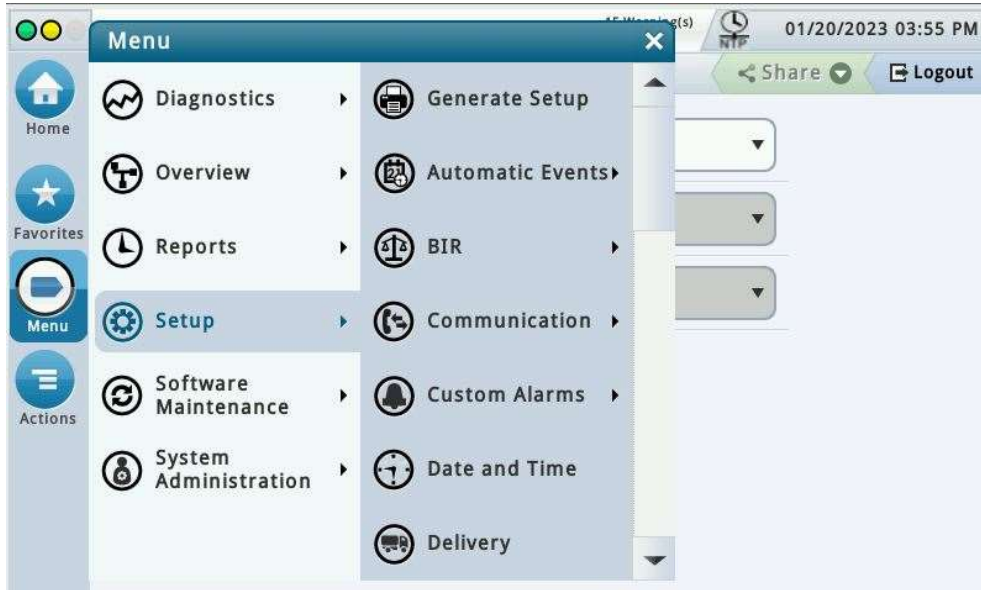 (s)
NTP
01/20/2023 03:55 PM
Menu
Share
Logout
Home
Favorites
Menu
Actions
Diagnostics
Overview
Reports
Setup
Software
Maintenance
System
Administration
Generate Setup
Automatic Events
BIR
Communication
Custom Alarms
Date and Time
Delivery